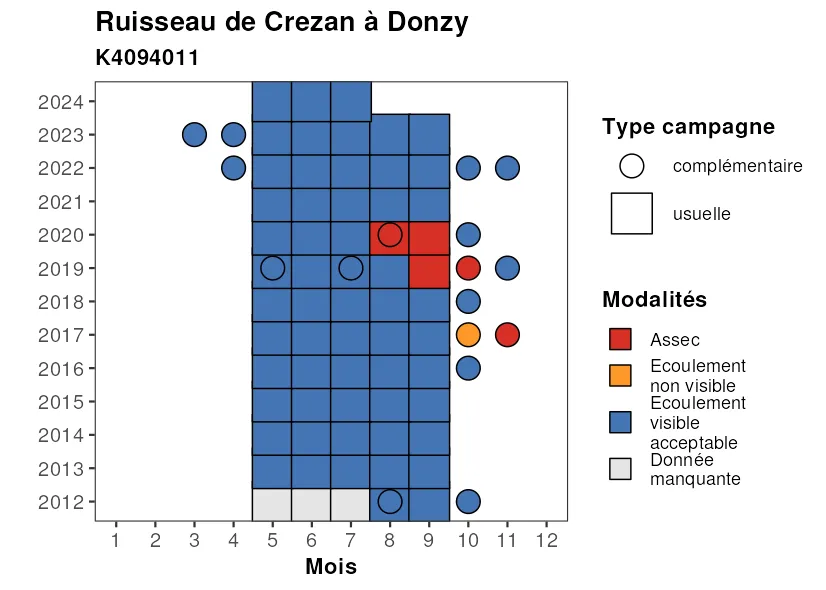 Ruisseau de Crezan à Donzy
K4094011
2024
2023
2022
2021
2020
2019
2018
2017
2016
2015
2014
2013
2012
1 2 3 4 5 6 7 8 9 10 11 12
Mois
Type campagne
complémentaire
usuelle
Modalités
Assec
Ecoulement
non visible
Ecoulement
visible
acceptable
Donnée
manquante